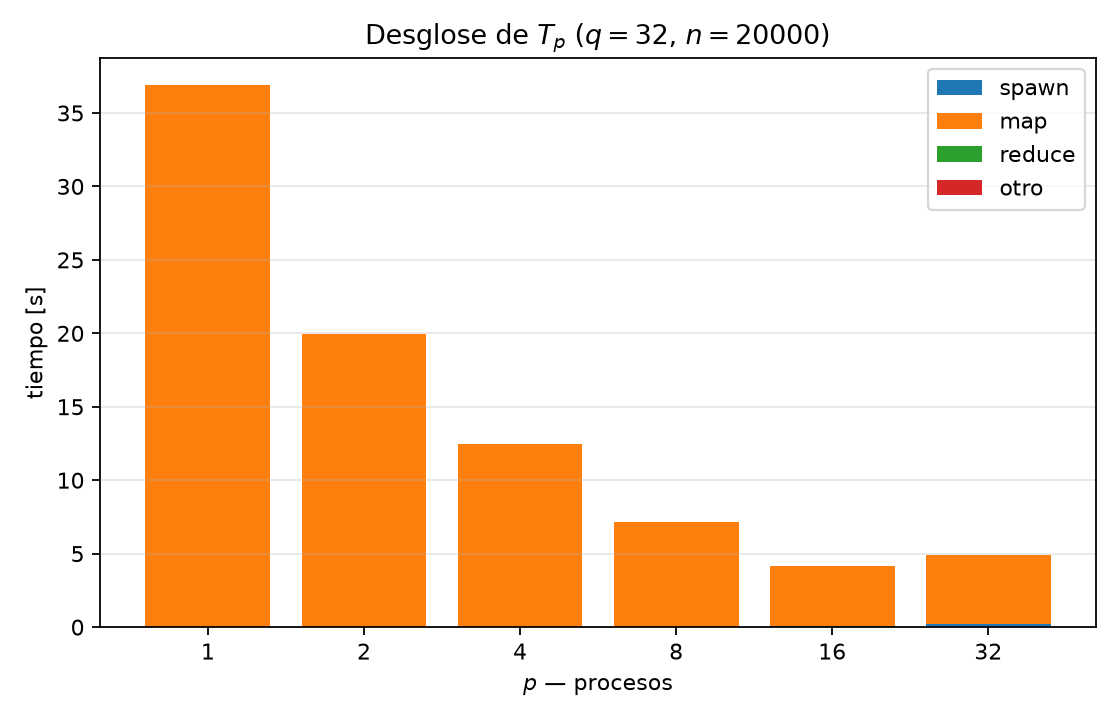 Desglose de $T_p$ ($q = 32$, $n = 20000$)
spawn
map
reduce
otro
tiempo [s]
35
30
25
20
15
10
5
0
1 2 4 8 16 32
p — procesos